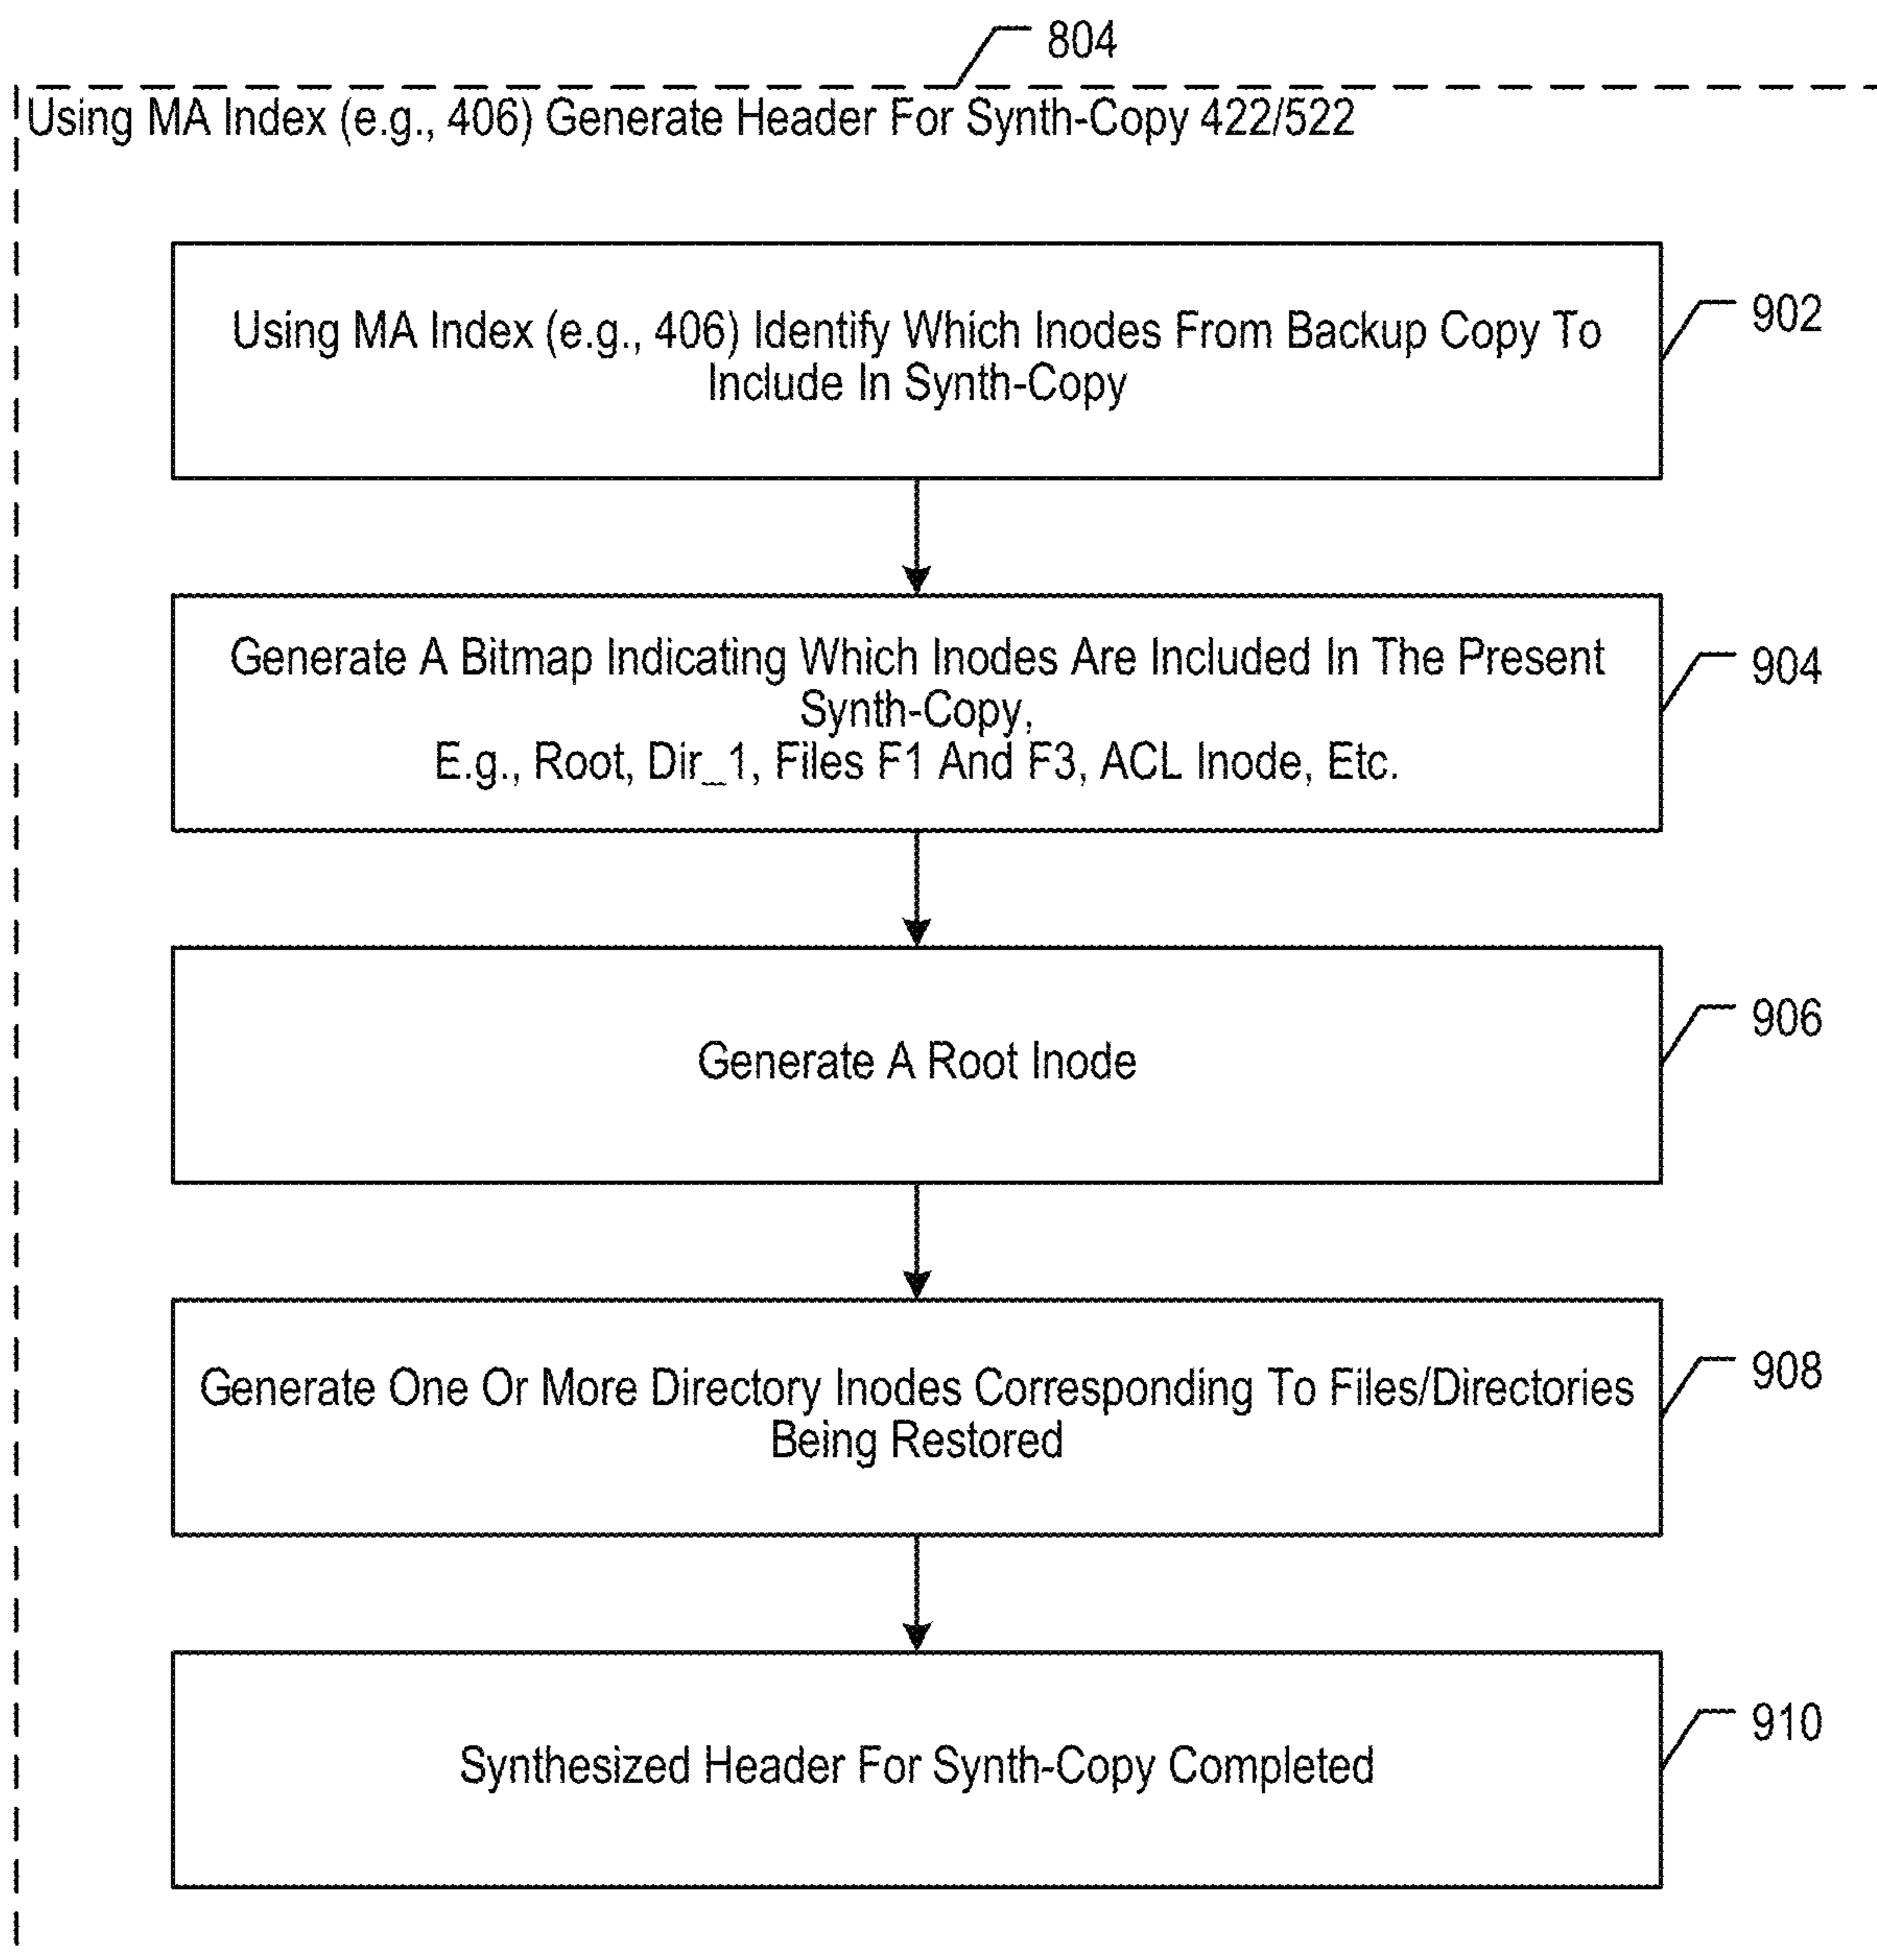 804
Using MA Index (e.g., 406) Generate Header For Synth-Copy 422/522
Using MA Index (e.g., 406) Identify Which Inodes From Backup Copy To
Include In Synth-Copy
902
Generate A Bitmap Indicating Which Inodes Are Included In The Present
Synth-Copy,
E.g., Root, Dir_1, Files F1 And F3, ACL Inode, Etc.
904
Generate A Root Inode
906
Generate One Or More Directory Inodes Corresponding To Files/Directories
Being Restored
908
Synthesized Header For Synth-Copy Completed
910